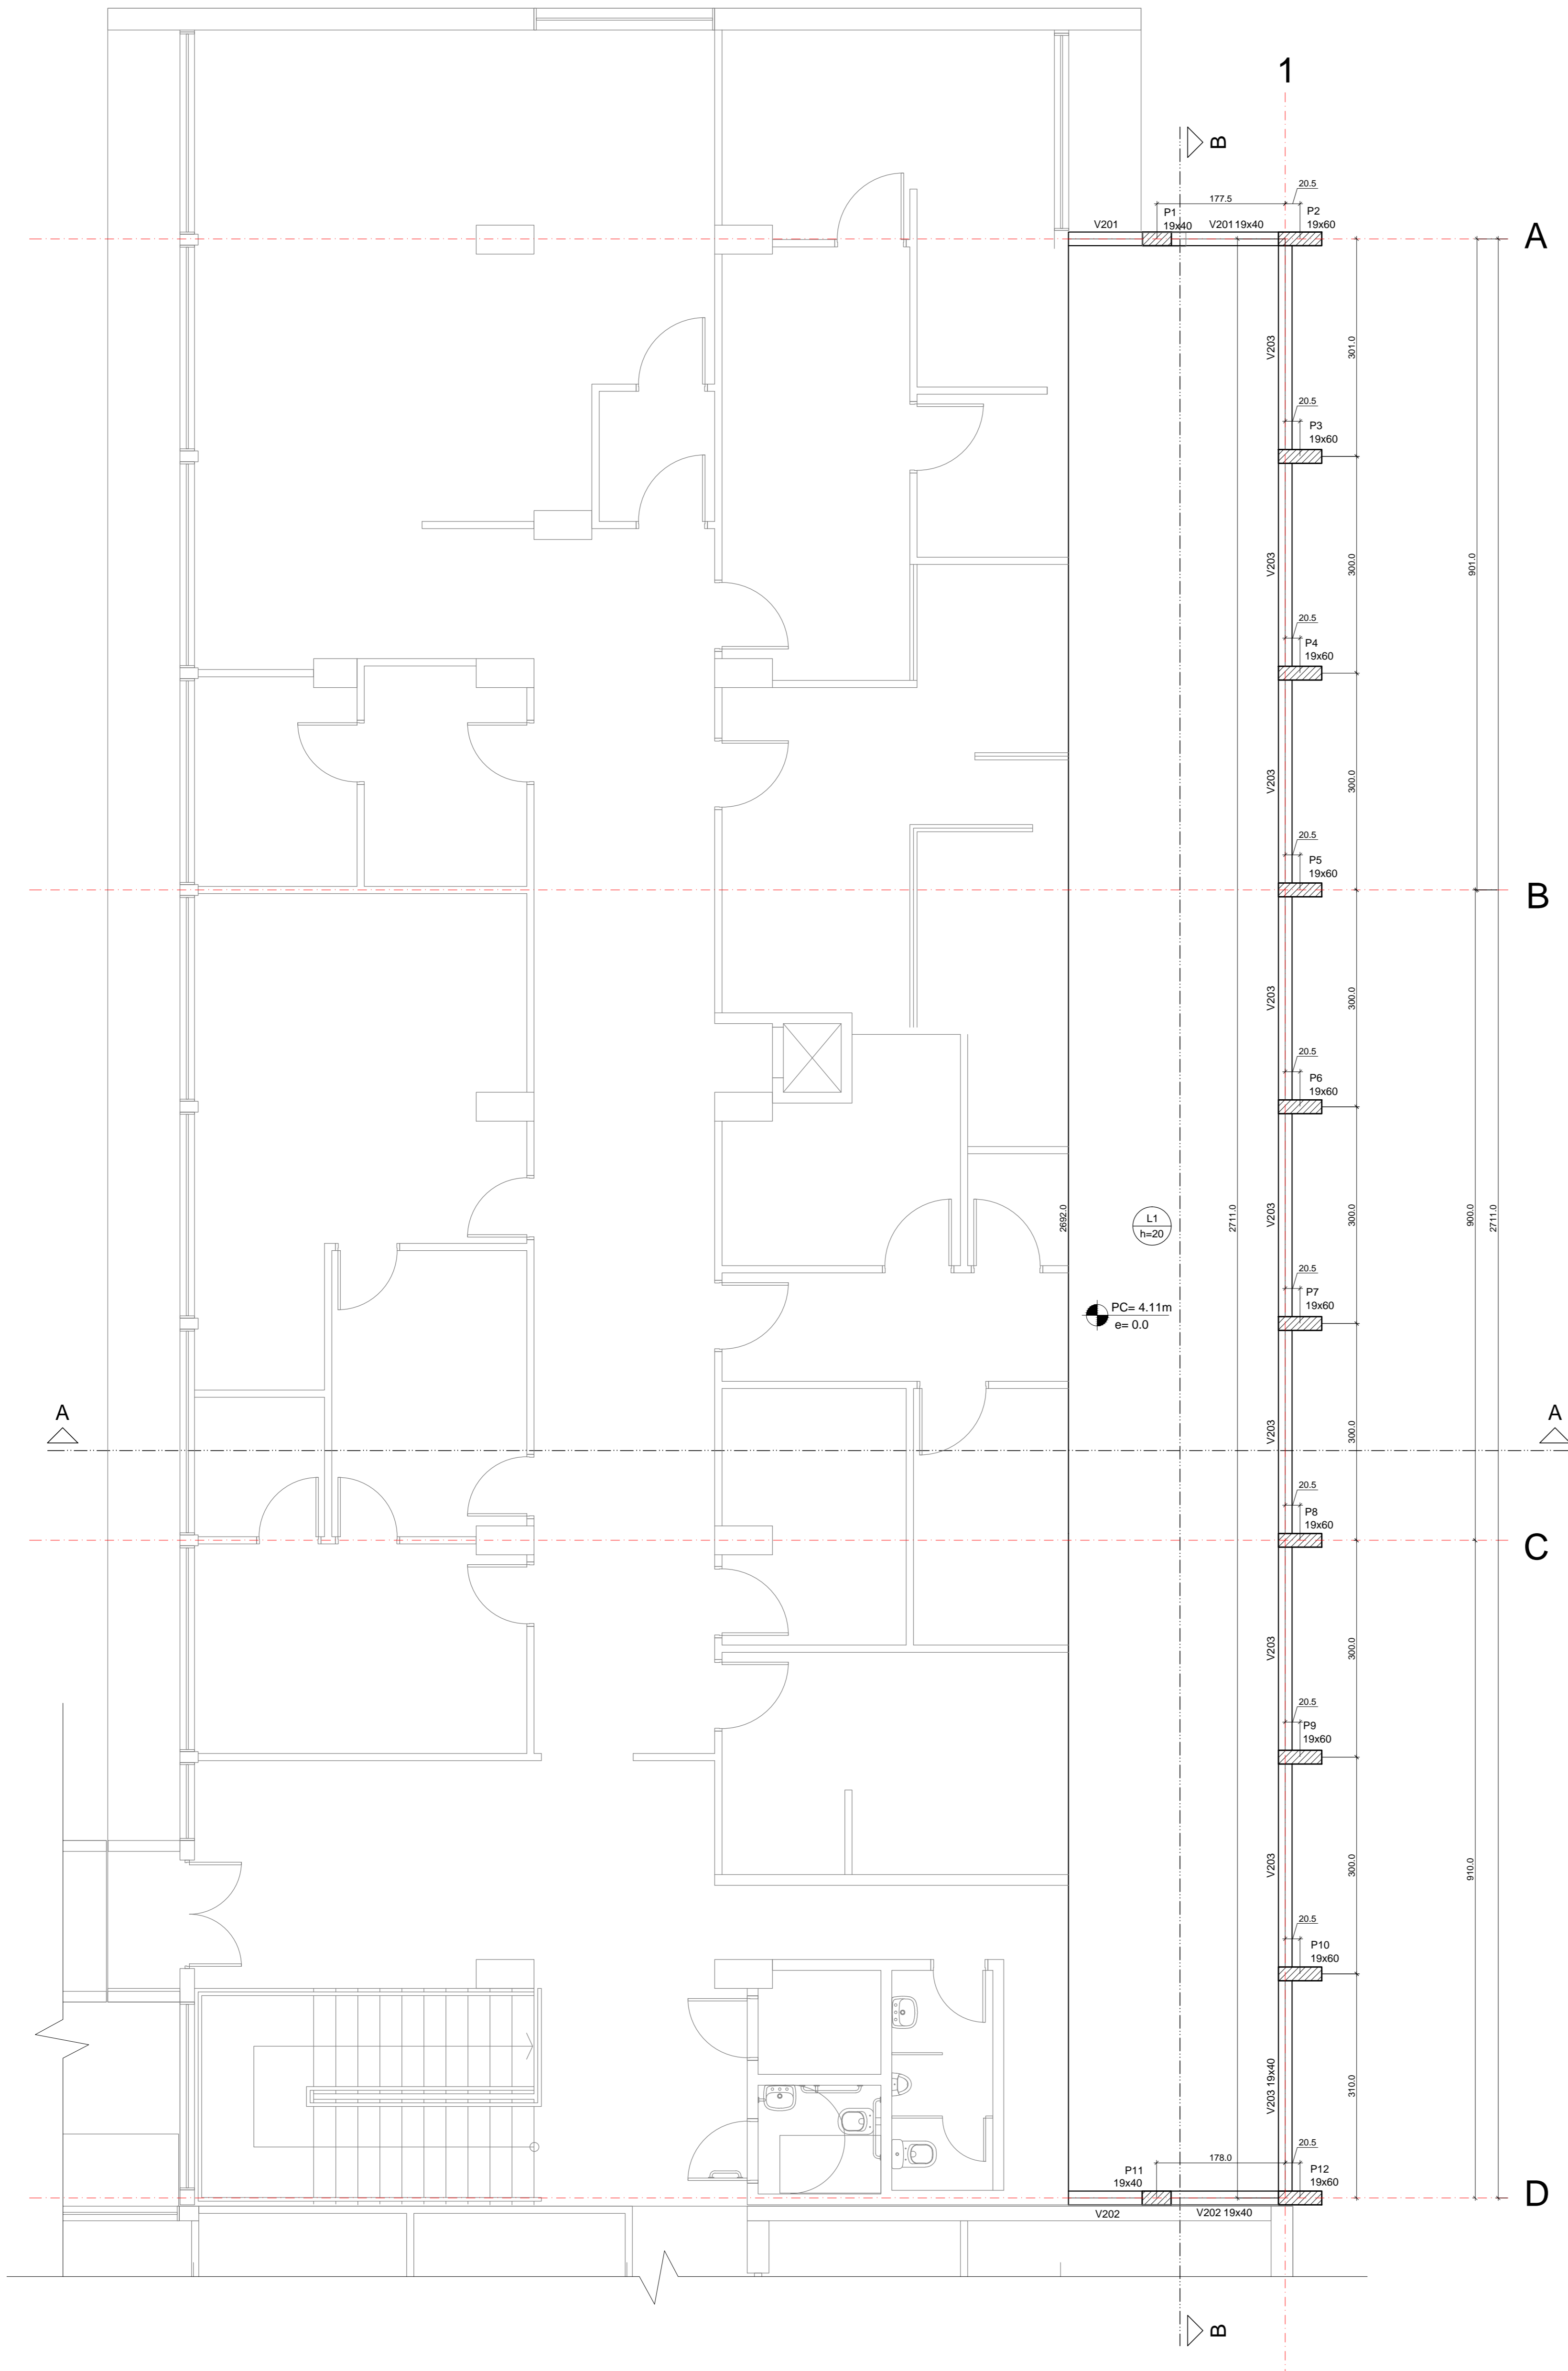 1
B
177.5
20.5
P1
19x40
P2
19x60
V201
V201 19x40
A
V203
301.0
20.5
P3
19x60
V203
300.0
901.0
20.5
P4
19x60
V203
300.0
20.5
P5
19x60
B
V203
300.0
20.5
P6
19x60
2692.0
L1
h=20
2711.0
V203
300.0
900.0
2711.0
20.5
P7
19x60
PC= 4.11m
e= 0.0
A
V203
300.0
A
20.5
P8
19x60
C
V203
300.0
20.5
P9
19x60
V203
300.0
910.0
20.5
P10
19x60
V203 19x40
310.0
178.0
20.5
P11
19x40
P12
19x60
D
V202
V202 19x40
B